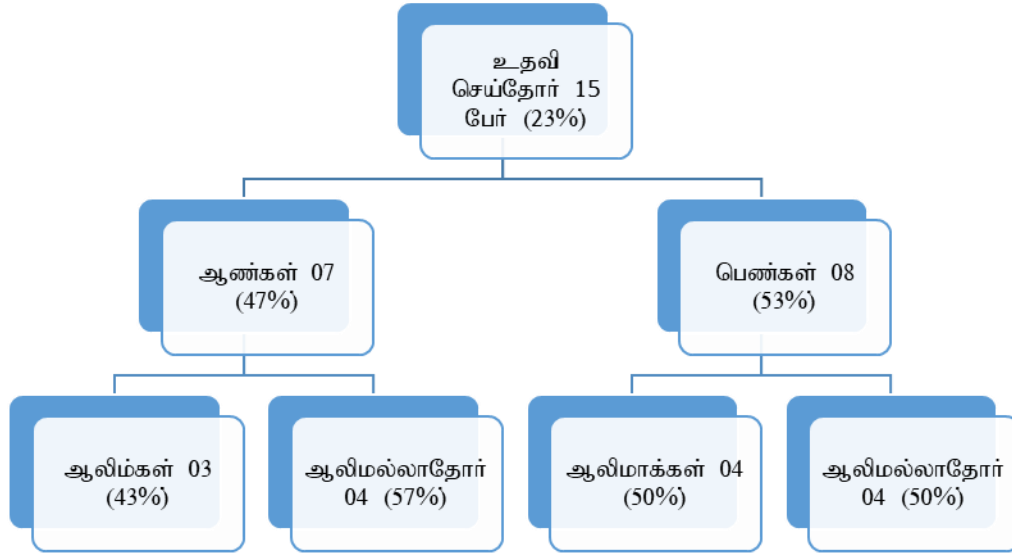 உதவி
செய்தோர் 15
பேர் (23%)
ஆண்கள் 07
(47%)
பெண்கள் 08
(53%)
ஆலிம்கள் 03
(43%)
ஆலிமல்லாதோர்
04 (57%)
ஆலிமாக்கள் 04
(50%)
ஆலிமல்லாதோர்
04 (50%)